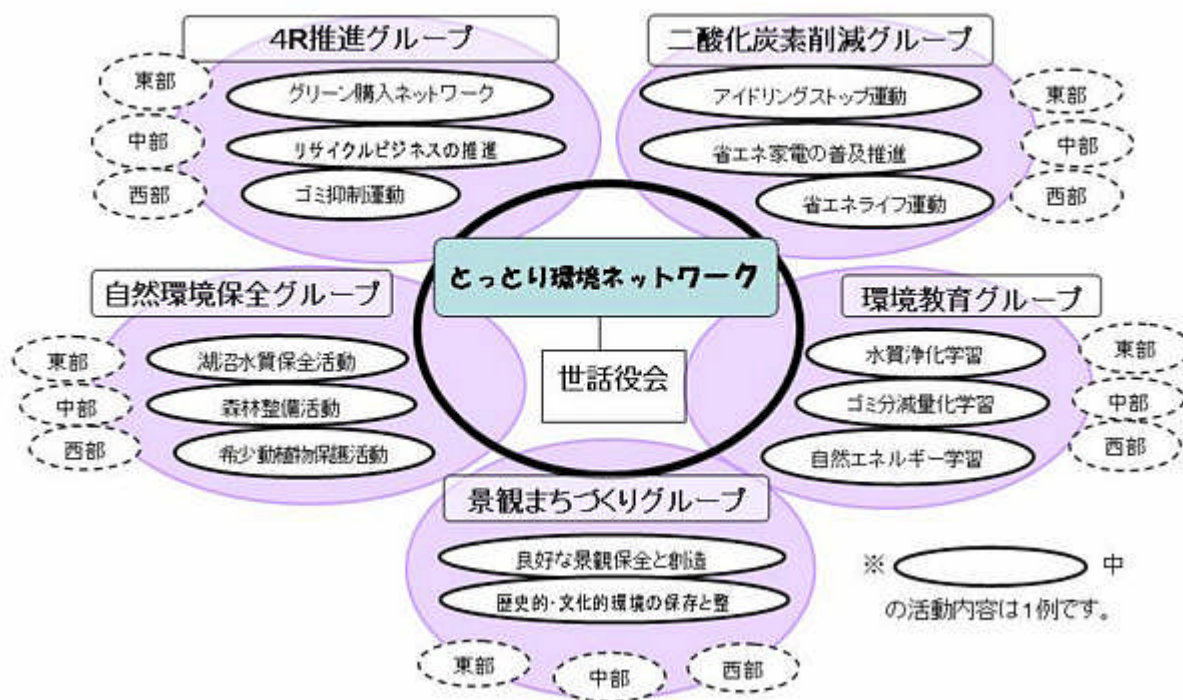 4R推進グループ
東部
中部
西部
グリーン購入ネットワーク
リサイクルビジネスの推進
ゴミ抑制運動
二酸化炭素削減グループ
アイドリングストップ運動
省エネ家電の普及推進
省エネライフ運動
東部
中部
西部
とっとり環境ネットワーク
世話役会
自然環境保全グループ
東部
中部
西部
湖沼水質保全活動
森林整備活動
希少動植物保護活動
環境教育グループ
水質浄化学習
ゴミ分減量化学習
自然エネルギー学習
東部
中部
西部
景観まちづくりグループ
良好な景観保全と創造
歴史的・文化的環境の保存と整
東部
中部
西部
※ 中
の活動内容は1例です。